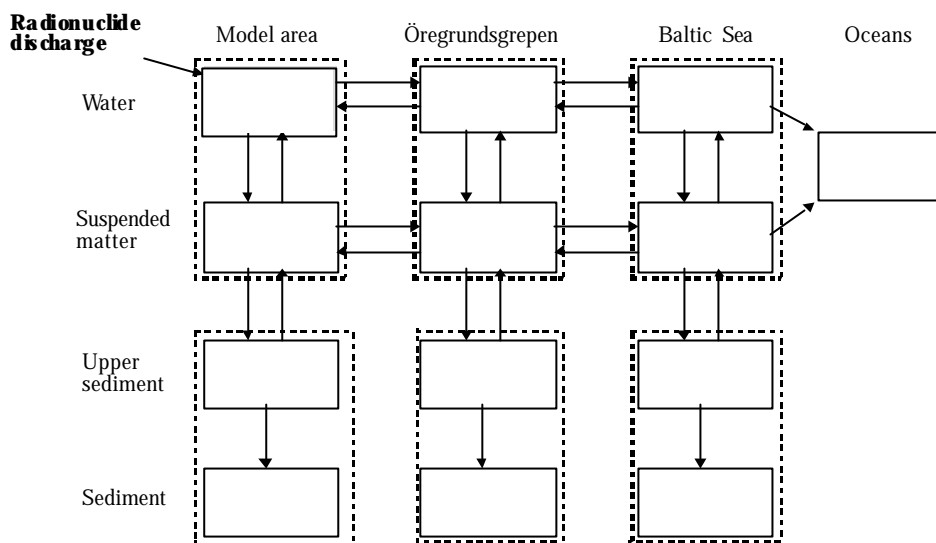 Radionuclide
discharge
Model area
Öregrundsgrepen
Baltic Sea
Oceans
Water
Suspended
matter
Upper
sediment
Sediment